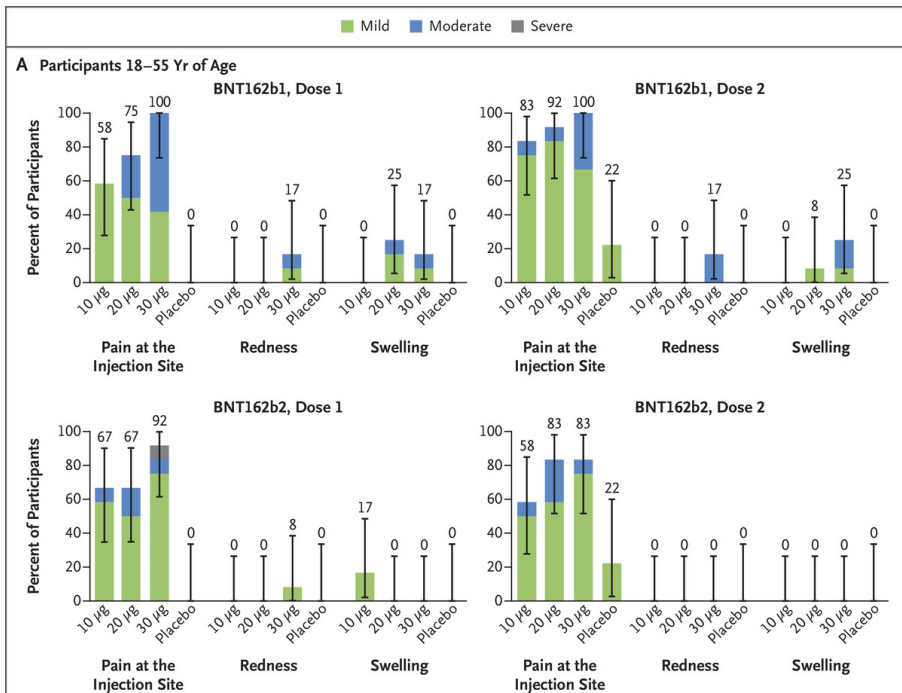 Mild Moderate Severe
A Participants 18–55 Yr of Age
BNT162b1, Dose 1
Percent of Participants
100
80
60
40
20
0
58 75 100 0 0 0 17 0 0 25 17 0
10 µg 20 µg 30 µg Placebo 10 µg 20 µg 30 µg Placebo 10 µg 20 µg 30 µg Placebo
Pain at the Redness Swelling
Injection Site
BNT162b1, Dose 2
100
80
60
40
20
0
83 92 100 22 0 0 17 0 0 8 25 0
10 µg 20 µg 30 µg Placebo 10 µg 20 µg 30 µg Placebo 10 µg 20 µg 30 µg Placebo
Pain at the Redness Swelling
Injection Site
BNT162b2, Dose 1
Percent of Participants
100
80
60
40
20
0
67 67 92 0 0 0 8 0 17 0 0 0
10 µg 20 µg 30 µg Placebo 10 µg 20 µg 30 µg Placebo 10 µg 20 µg 30 µg Placebo
Pain at the Redness Swelling
Injection Site
BNT162b2, Dose 2
100
80
60
40
20
0
58 83 83 22 0 0 0 0 0 0 0 0
10 µg 20 µg 30 µg Placebo 10 µg 20 µg 30 µg Placebo 10 µg 20 µg 30 µg Placebo
Pain at the Redness Swelling
Injection Site